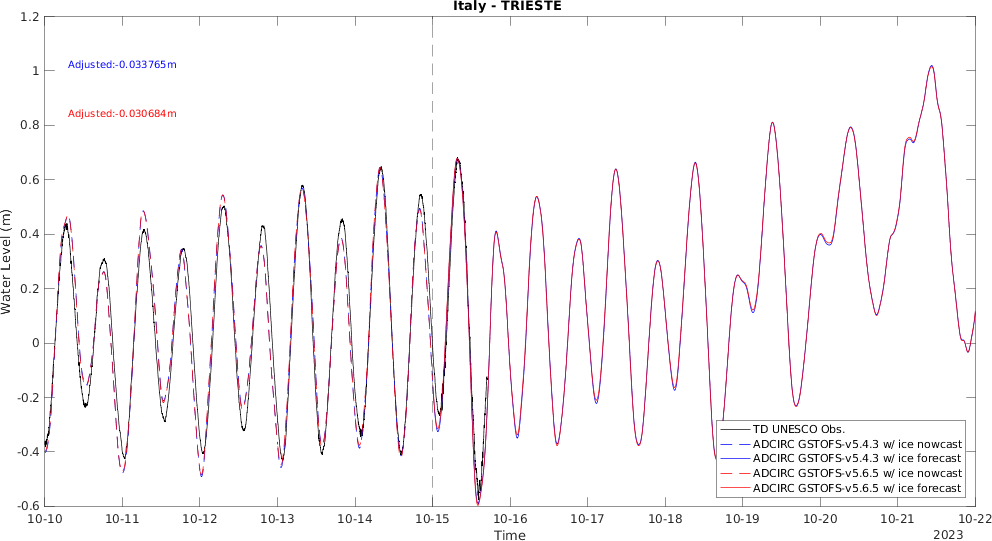 Italy - TRIESTE
Adjusted:-0.033765m
Adjusted:-0.030684m
Water Level (m)
1.2
1
0.8
0.6
0.4
0.2
0
-0.2
-0.4
-0.6
TD UNESCO Obs.
ADCIRC GSTOFS-v5.4.3 w/ ice nowcast
ADCIRC GSTOFS-v5.4.3 w/ ice forecast
ADCIRC GSTOFS-v5.6.5 w/ ice nowcast
ADCIRC GSTOFS-v5.6.5 w/ ice forecast
10-10 10-11 10-12 10-13 10-14 10-15 10-16 10-17 10-18 10-19 10-20 10-21 10-22
Time
2023